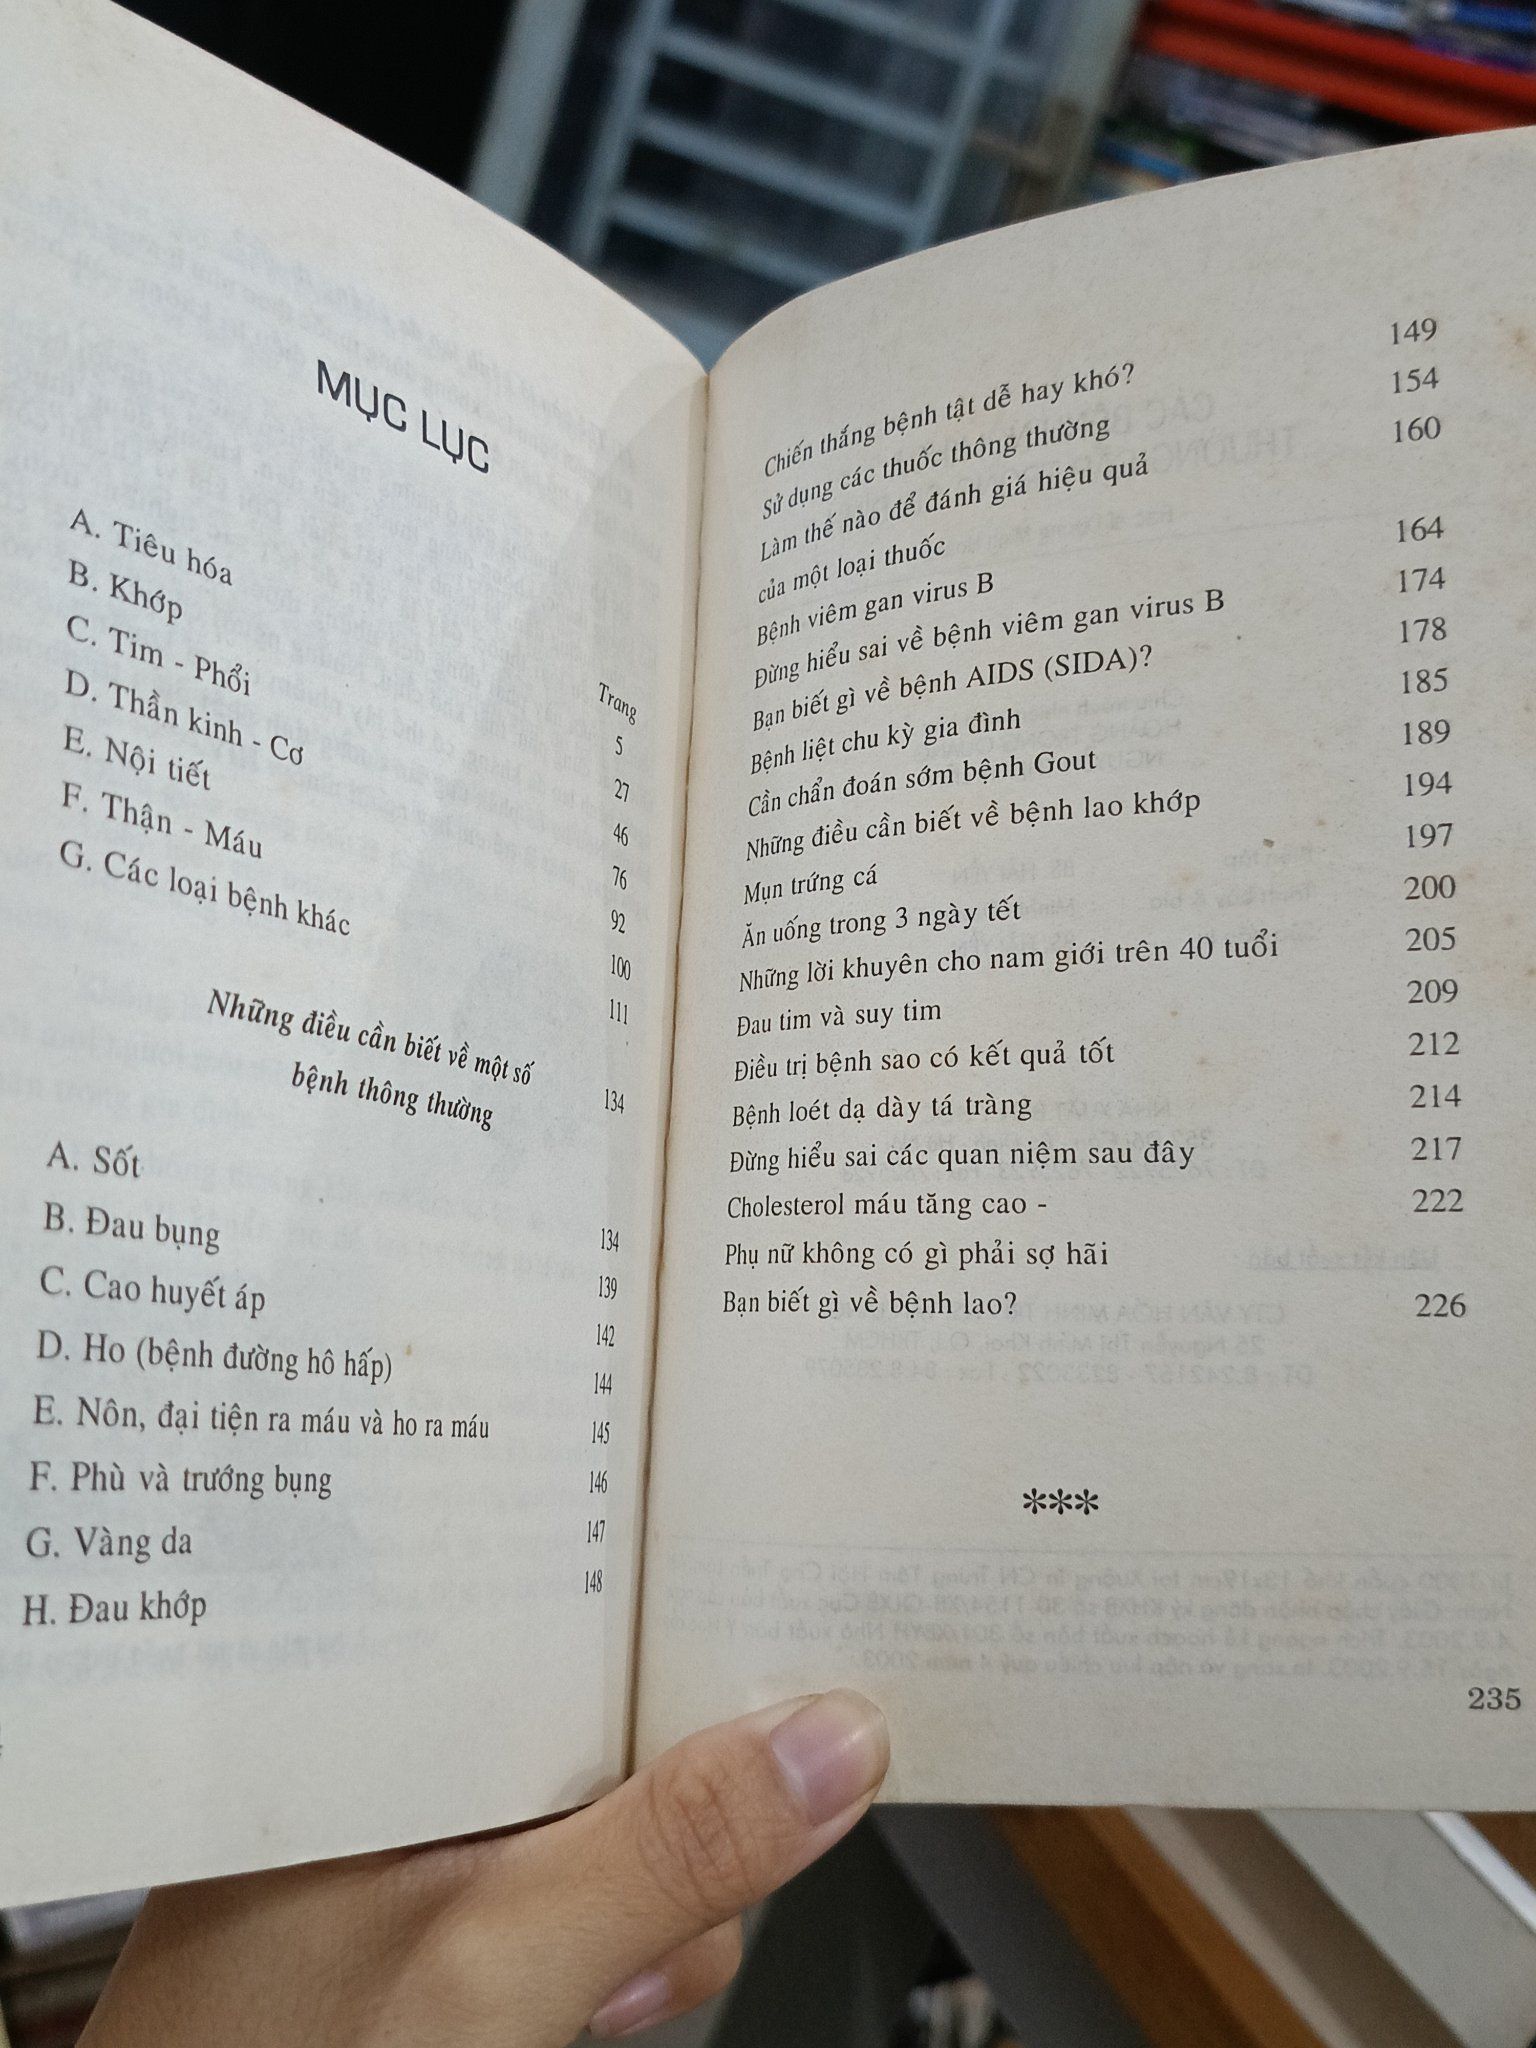 MỤC LỤC
Trang
A. Tiêu hóa 5
B. Khớp 27
C. Tim - Phổi 46
D. Thần kinh - Cơ 76
E. Nội tiết 92
F. Thận - Máu 100
G. Các loại bệnh khác 111
Những điều cần biết về một số
bệnh thông thường 134
A. Sốt 134
B. Đau bụng 139
C. Cao huyết áp 142
D. Ho (bệnh đường hô hấp) 144
E. Nôn, đại tiện ra máu và ho ra máu 145
F. Phù và trướng bụng 146
G. Vàng da 147
H. Đau khớp 148
Chiến thắng bệnh tật dễ hay khó? 149
Sử dụng các thuốc thông thường 154
Làm thế nào để đánh giá hiệu quả 160
của một loại thuốc
Bệnh viêm gan virus B 164
Đừng hiểu sai về bệnh viêm gan virus B 174
Bạn biết gì về bệnh AIDS (SIDA)? 178
Bệnh liệt chu kỳ gia đình 185
Cần chẩn đoán sớm bệnh Gout 189
Những điều cần biết về bệnh lao khớp 194
Mụn trứng cá 197
Ăn uống trong 3 ngày tết 200
Những lời khuyên cho nam giới trên 40 tuổi 205
Đau tim và suy tim 209
Điều trị bệnh sao có kết quả tốt 212
Bệnh loét dạ dày tá tràng 214
Đừng hiểu sai các quan niệm sau đây 217
Cholesterol máu tăng cao - 222
Phụ nữ không có gì phải sợ hãi
Bạn biết gì về bệnh lao? 226
***
235